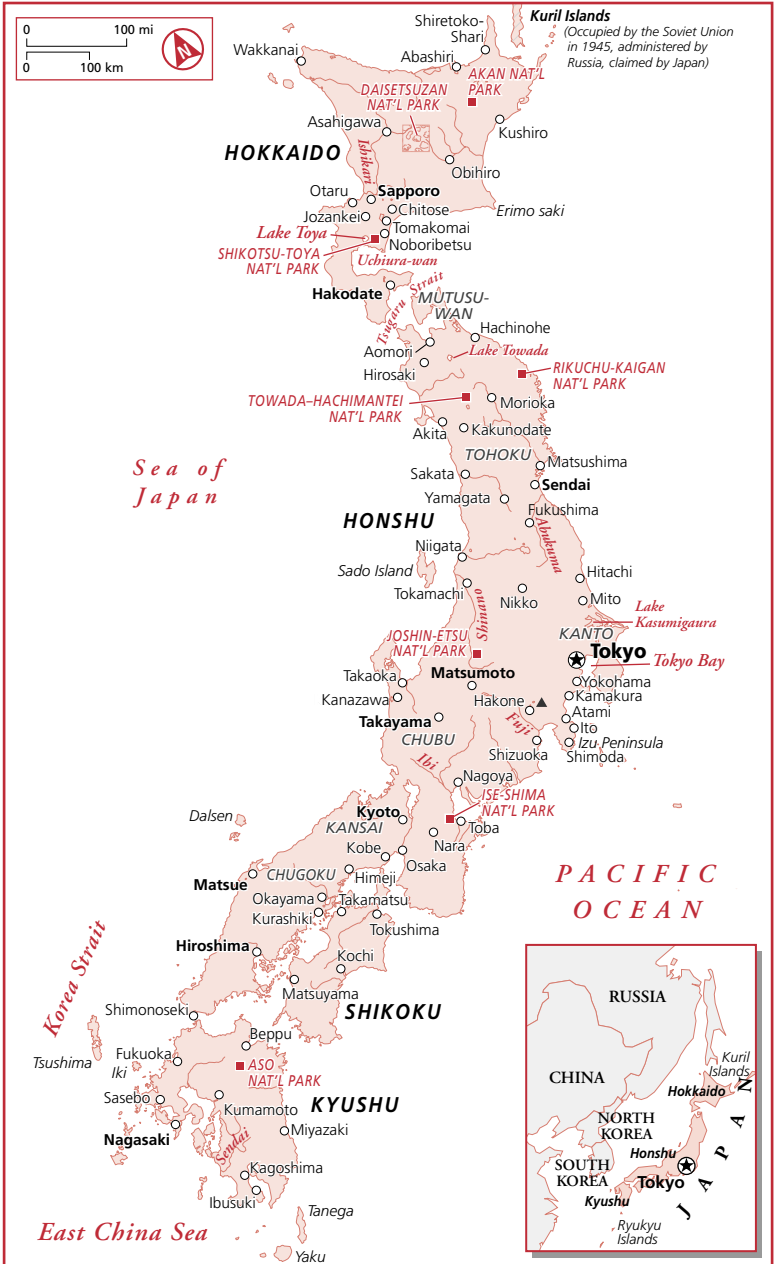 0 100 mi
0 100 km
N
Kuril Islands
(Occupied by the Soviet Union
in 1945, administered by
Russia, claimed by Japan)
Shiretoko-
Shari
Wakkanai
Abashiri
AKAN NAT'L
PARK
DAISETSUZAN
NAT'L PARK
Asahigawa
Kushiro
HOKKAIDO
Ishikari
Obihiro
Otaru
Sapporo
Chitose
Erimo saki
Jozankei
Tomakomai
Lake Toya
Noboribetsu
SHIKOTSU-TOYA
NAT'L PARK
Uchiura-wan
Hakodate
Tsugaru Strait
MUTUSU-
WAN
Hachinohe
Aomori
Lake Towada
Hirosaki
RIKUCHU-KAIGAN
NAT'L PARK
TOWADA–HACHIMANTEI
NAT'L PARK
Morioka
Akita
Kakunodate
TOHOKU
Matsushima
Sea of
Japan
Sakata
Sendai
Yamagata
Fukushima
HONSHU
Abukuma
Niigata
Sado Island
Hitachi
Tokamachi
Nikko
Mito
Shinano
Lake
Kasumigaura
KANTO
JOSHIN-ETSU
NAT'L PARK
Tokyo
Tokyo Bay
Matsumoto
Takaoka
Yokohama
Kanazawa
Hakone
Kamakura
Takayama
Fuji
Atami
Ito
CHUBU
Izu Peninsula
Shizuoka
Shimoda
Ibi
Nagoya
ISE-SHIMA
NAT'L PARK
Dalsen
Kyoto
KANSAI
Toba
Nara
Kobe
Osaka
CHUGOKU
Himeji
Matsue
PACIFIC
OCEAN
Okayama
Takamatsu
Kurashiki
Tokushima
Hiroshima
Kochi
Korea Strait
Matsuyama
SHIKOKU
Shimonoseki
Beppu
Tsushima
Fukuoka
Iki
ASO
NAT'L PARK
Sasebo
Kumamoto
KYUSHU
Nagasaki
Miyazaki
Sendai
Kagoshima
Ibusuki
Tanega
East China Sea
Yaku
RUSSIA
Kuril
Islands
CHINA
Hokkaido
NORTH
KOREA
JAPAN
Honshu
SOUTH
KOREA
Tokyo
Kyushu
Ryukyu
Islands